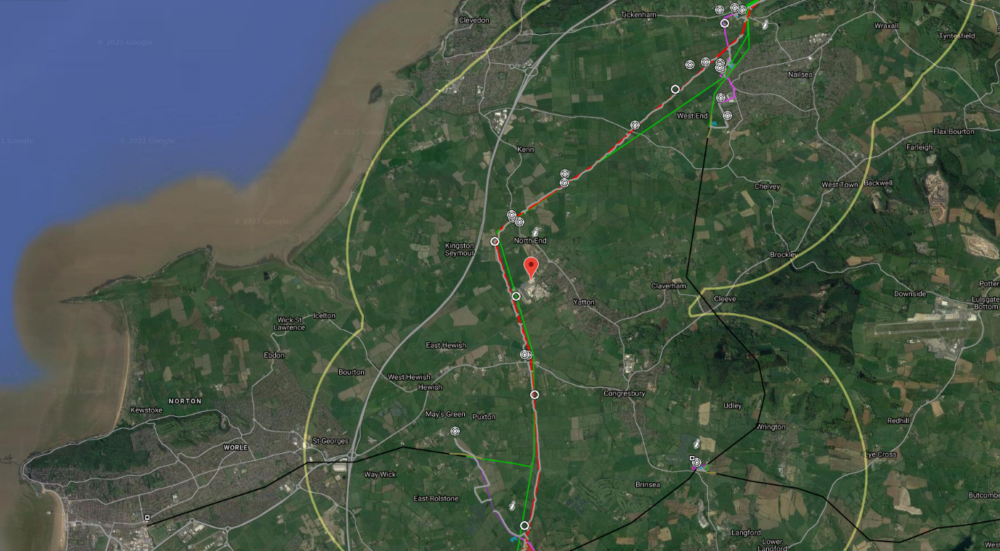 Clevedon
Tickenham
Wraxall
Tyntesfield
© 2021 Google
Nailsea
1 Google
© 2021 Google
© 2021 Google
West End
Flax Bourton
Farleigh
Kenn
Chelvey
West Town
Backwell
© 2021 Google
North End
Kingston
Seymour
Brockley
Claverham
Cleeve
Downside
Potter
Lulsgate
Bottom
Yatton
Icelton
Wick St
Lawrence
East Hewish
Ebdon
Bourton
West Hewish
Hewish
© 2021 Google
Congresbury
NORTON
Kewstoke
Udley
May's Green
Puxton
Redhill
Wrington
St Georges
WORLE
Lye Cross
Way Wick
Brinsea
East Rolstone
Butcombe
Langford
Lower
Langford
West